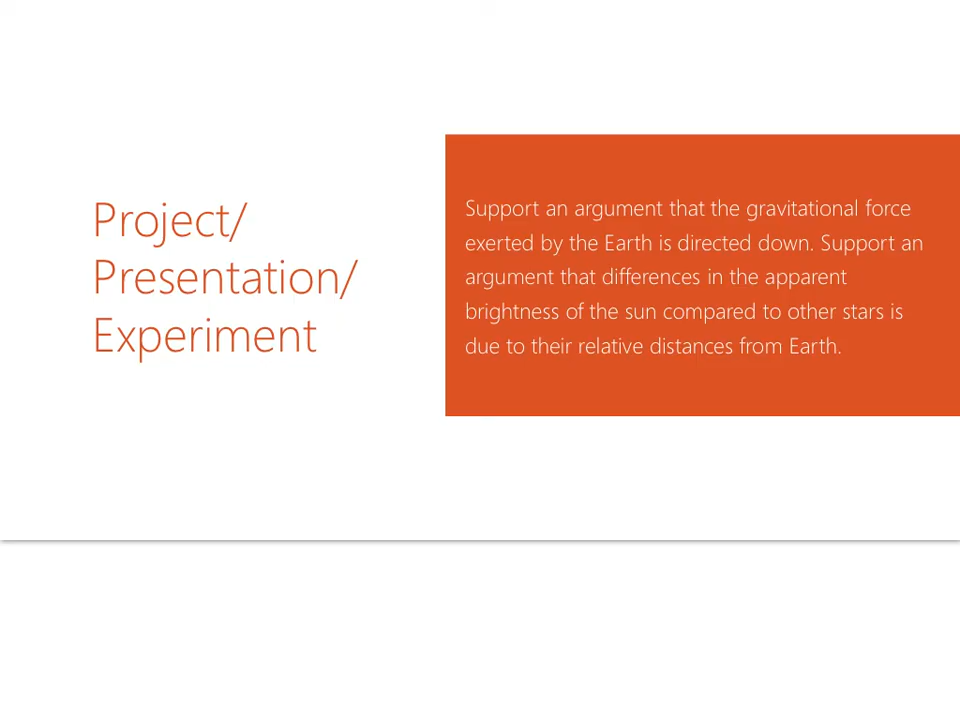 Project/
Presentation/
Experiment
Support an argument that the gravitational force
exerted by the Earth is directed down. Support an
argument that differences in the apparent
brightness of the sun compared to other stars is
due to their relative distances from Earth.